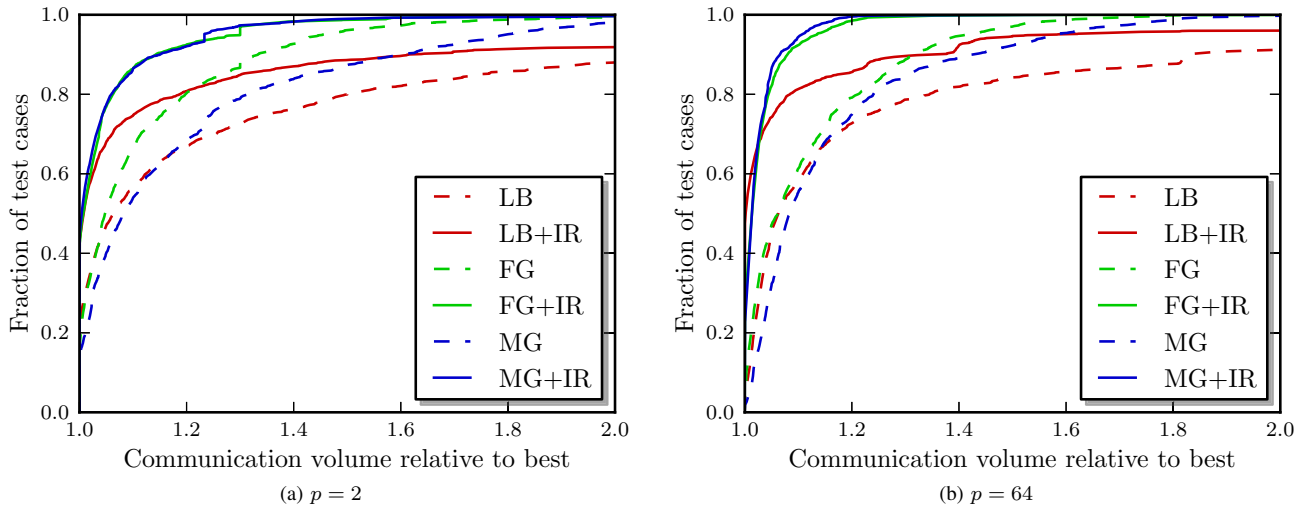 Fraction of test cases
1.0
0.8
0.6
0.4
0.2
0.0
LB
LB+IR
FG
FG+IR
MG
MG+IR
1.0 1.2 1.4 1.6 1.8 2.0
Communication volume relative to best
(a) p = 2
Fraction of test cases
1.0
0.8
0.6
0.4
0.2
0.0
LB
LB+IR
FG
FG+IR
MG
MG+IR
1.0 1.2 1.4 1.6 1.8 2.0
Communication volume relative to best
(b) p = 64